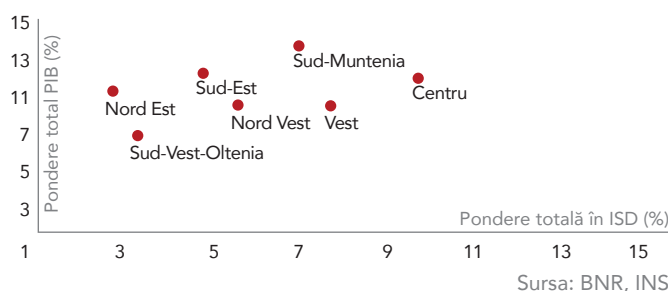 15
13
11
7
5
3
Pondere total PIB (%)
Sud-Muntenia
Sud-Est
Centru
Nord Est
Nord Vest
Vest
Sud-Vest-Oltenia
Pondere totală în ISD (%)
1 3 5 7 9 11 13 15
Sursa: BNR, INS